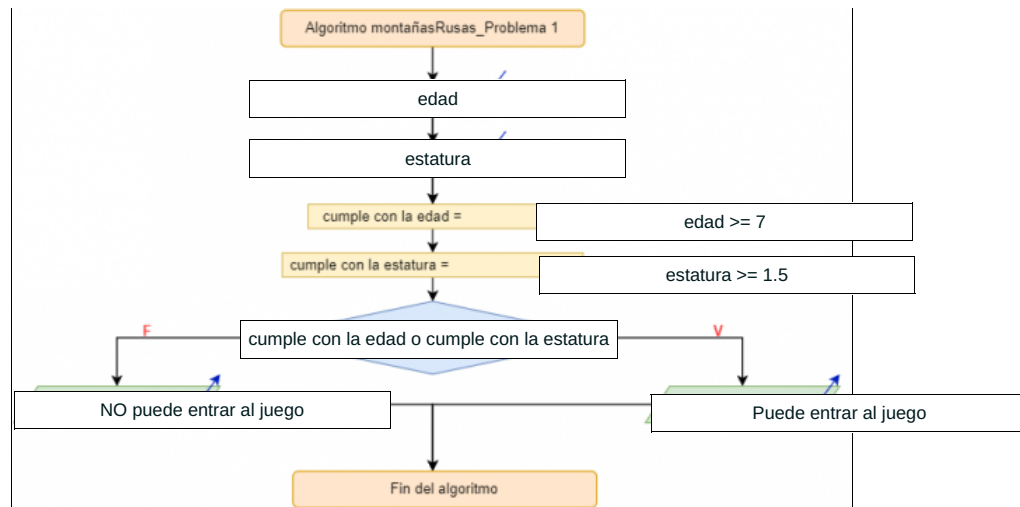 Algoritmo montañasRusas_Problema 1
edad
estatura
cumple con la edad =
edad >= 7
cumple con la estatura =
estatura >= 1.5
F
cumple con la edad o cumple con la estatura
V
NO puede entrar al juego
Puede entrar al juego
Fin del algoritmo